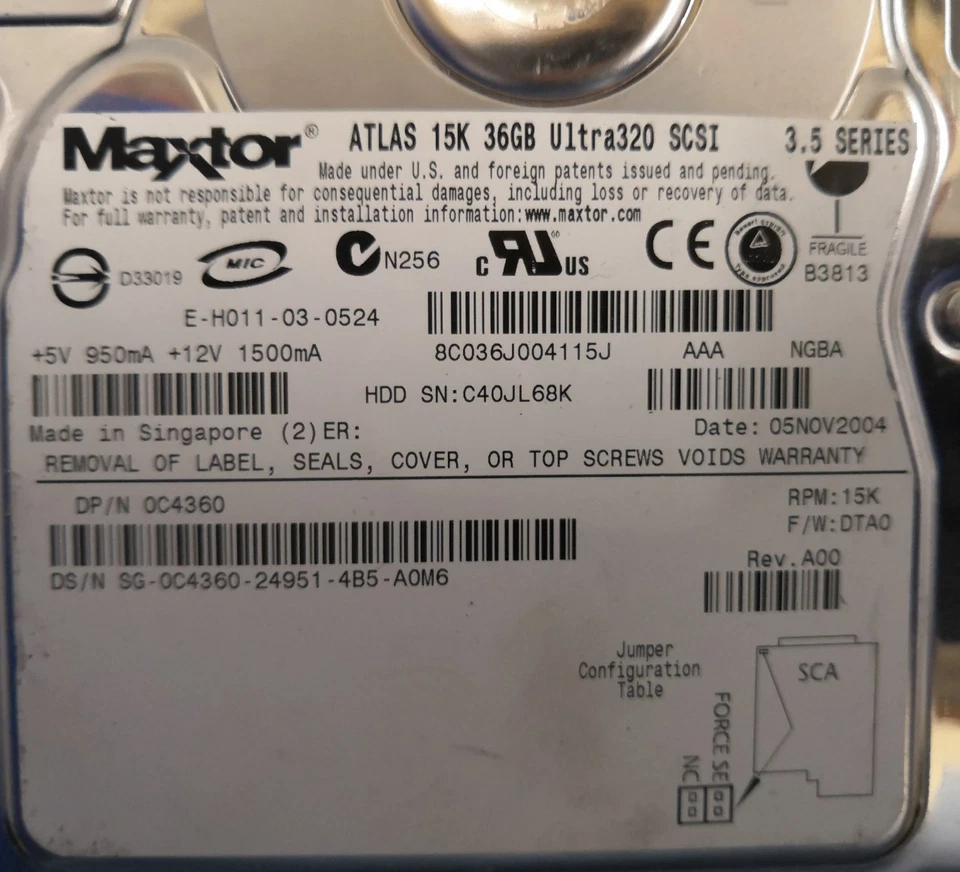 Maxtor® ATLAS 15K 36GB Ultra320 SCSI 3.5 SERIES
Made under U.S. and foreign patents issued and pending.
Maxtor is not responsible for consequential damages, including loss or recovery of data.
For full warranty, patent and installation information:www.maxtor.com
D33019 MIC N256 c RU US CE Type approved FRAGILE
B3813
E-H011-03-0524
+5V 950mA +12V 1500mA 8C036J004115J AAA NGBA
HDD SN:C40JL68K
Made in Singapore (2)ER: Date: 05NOV2004
REMOVAL OF LABEL, SEALS, COVER, OR TOP SCREWS VOIDS WARRANTY
DP/N 0C4360 RPM:15K
F/W:DTA0
Rev.A00
DS/N SG-0C4360-24951-4B5-A0M6
Jumper
Configuration
Table
SCA
FORCE SE
NC